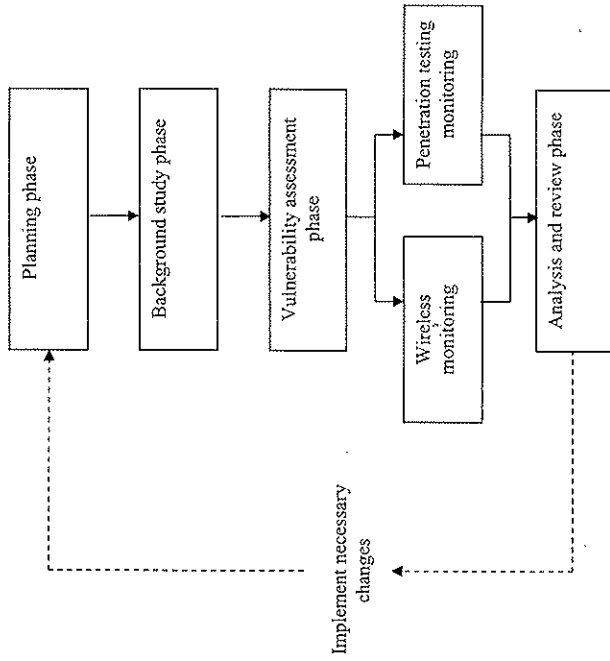 Planning phase
Background study phase
Vulnerability assessment
phase
Wireless
monitoring
Penetration testing
monitoring
Analysis and review phase
Implement necessary
changes